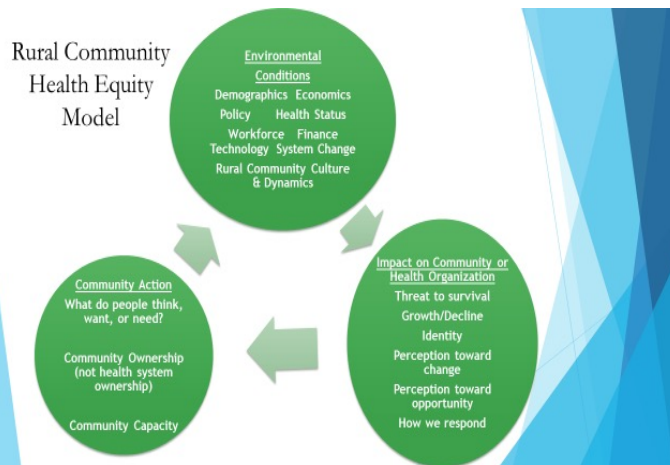 Rural Community
Health Equity
Model
Environmental
Conditions
Demographics Economics
Policy Health Status
Workforce Finance
Technology System Change
Rural Community Culture
& Dynamics
Impact on Community or
Health Organization
Threat to survival
Growth/Decline
Identity
Perception toward
change
Perception toward
opportunity
How we respond
Community Action
What do people think,
want, or need?
Community Ownership
(not health system
ownership)
Community Capacity